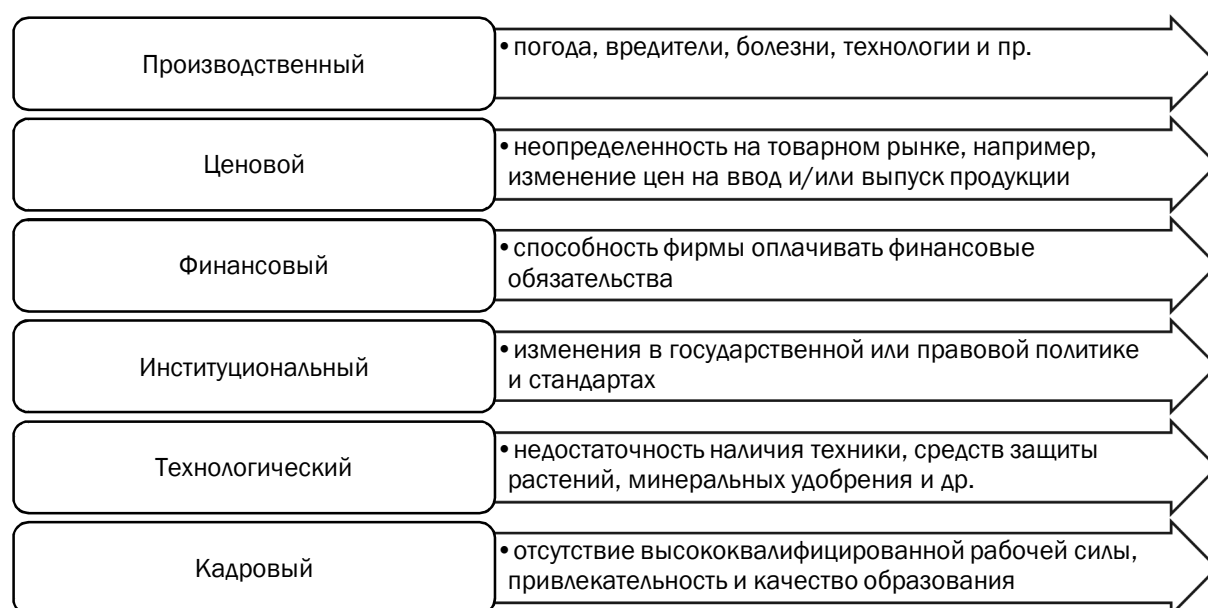 Производственный
•погода, вредители, болезни, технологии и пр.
Ценовой
•неопределенность на товарном рынке, например,
изменение цен на ввод и/или выпуск продукции
Финансовый
•способность фирмы оплачивать финансовые
обязательства
Институциональный
•изменения в государственной или правовой политике
и стандартах
Технологический
•недостаточность наличия техники, средств защиты
растений, минеральных удобрения и др.
Кадровый
•отсутствие высококвалифицированной рабочей силы,
привлекательность и качество образования